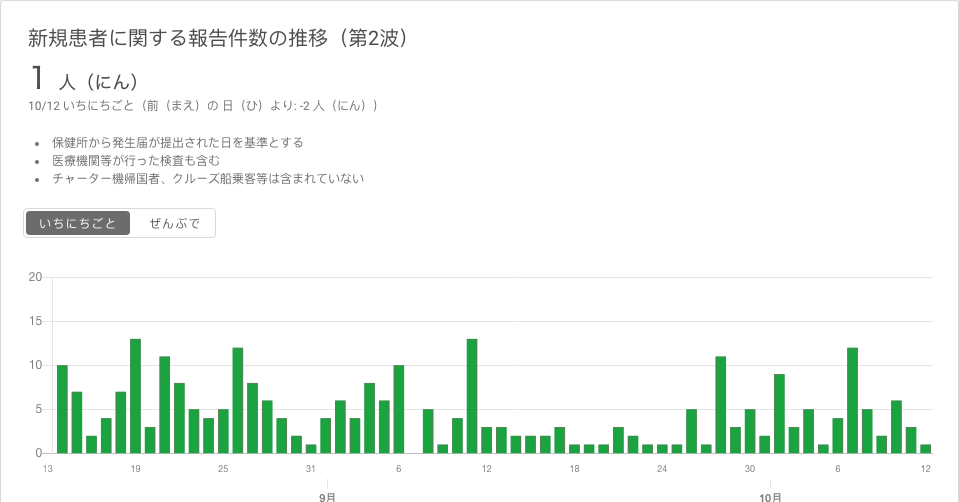 新規患者に関する報告件数の推移（第2波）
1 人（にん）
10/12 いちにちごと（前（まえ）の 日（ひ）より: -2 人（にん））
• 保健所から発生届が提出された日を基準とする
• 医療機関等が行った検査も含む
• チャーター機帰国者、クルーズ船乗客等は含まれていない
いちにちごと ぜんぶで
20
15
10
5
0
13 19 25 31 6 12 18 24 30 6 12
9月 10月